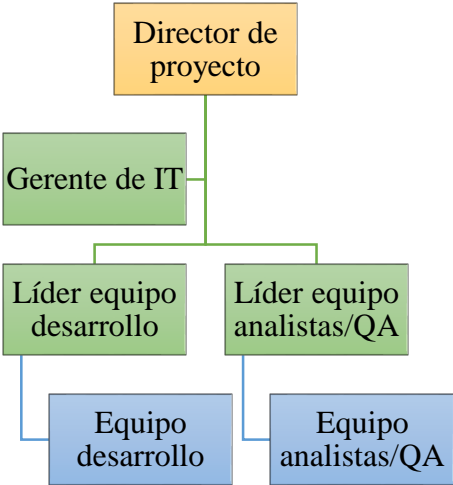 Director de
proyecto
Gerente de IT
Líder equipo
desarrollo
Líder equipo
analistas/QA
Equipo
desarrollo
Equipo
analistas/QA